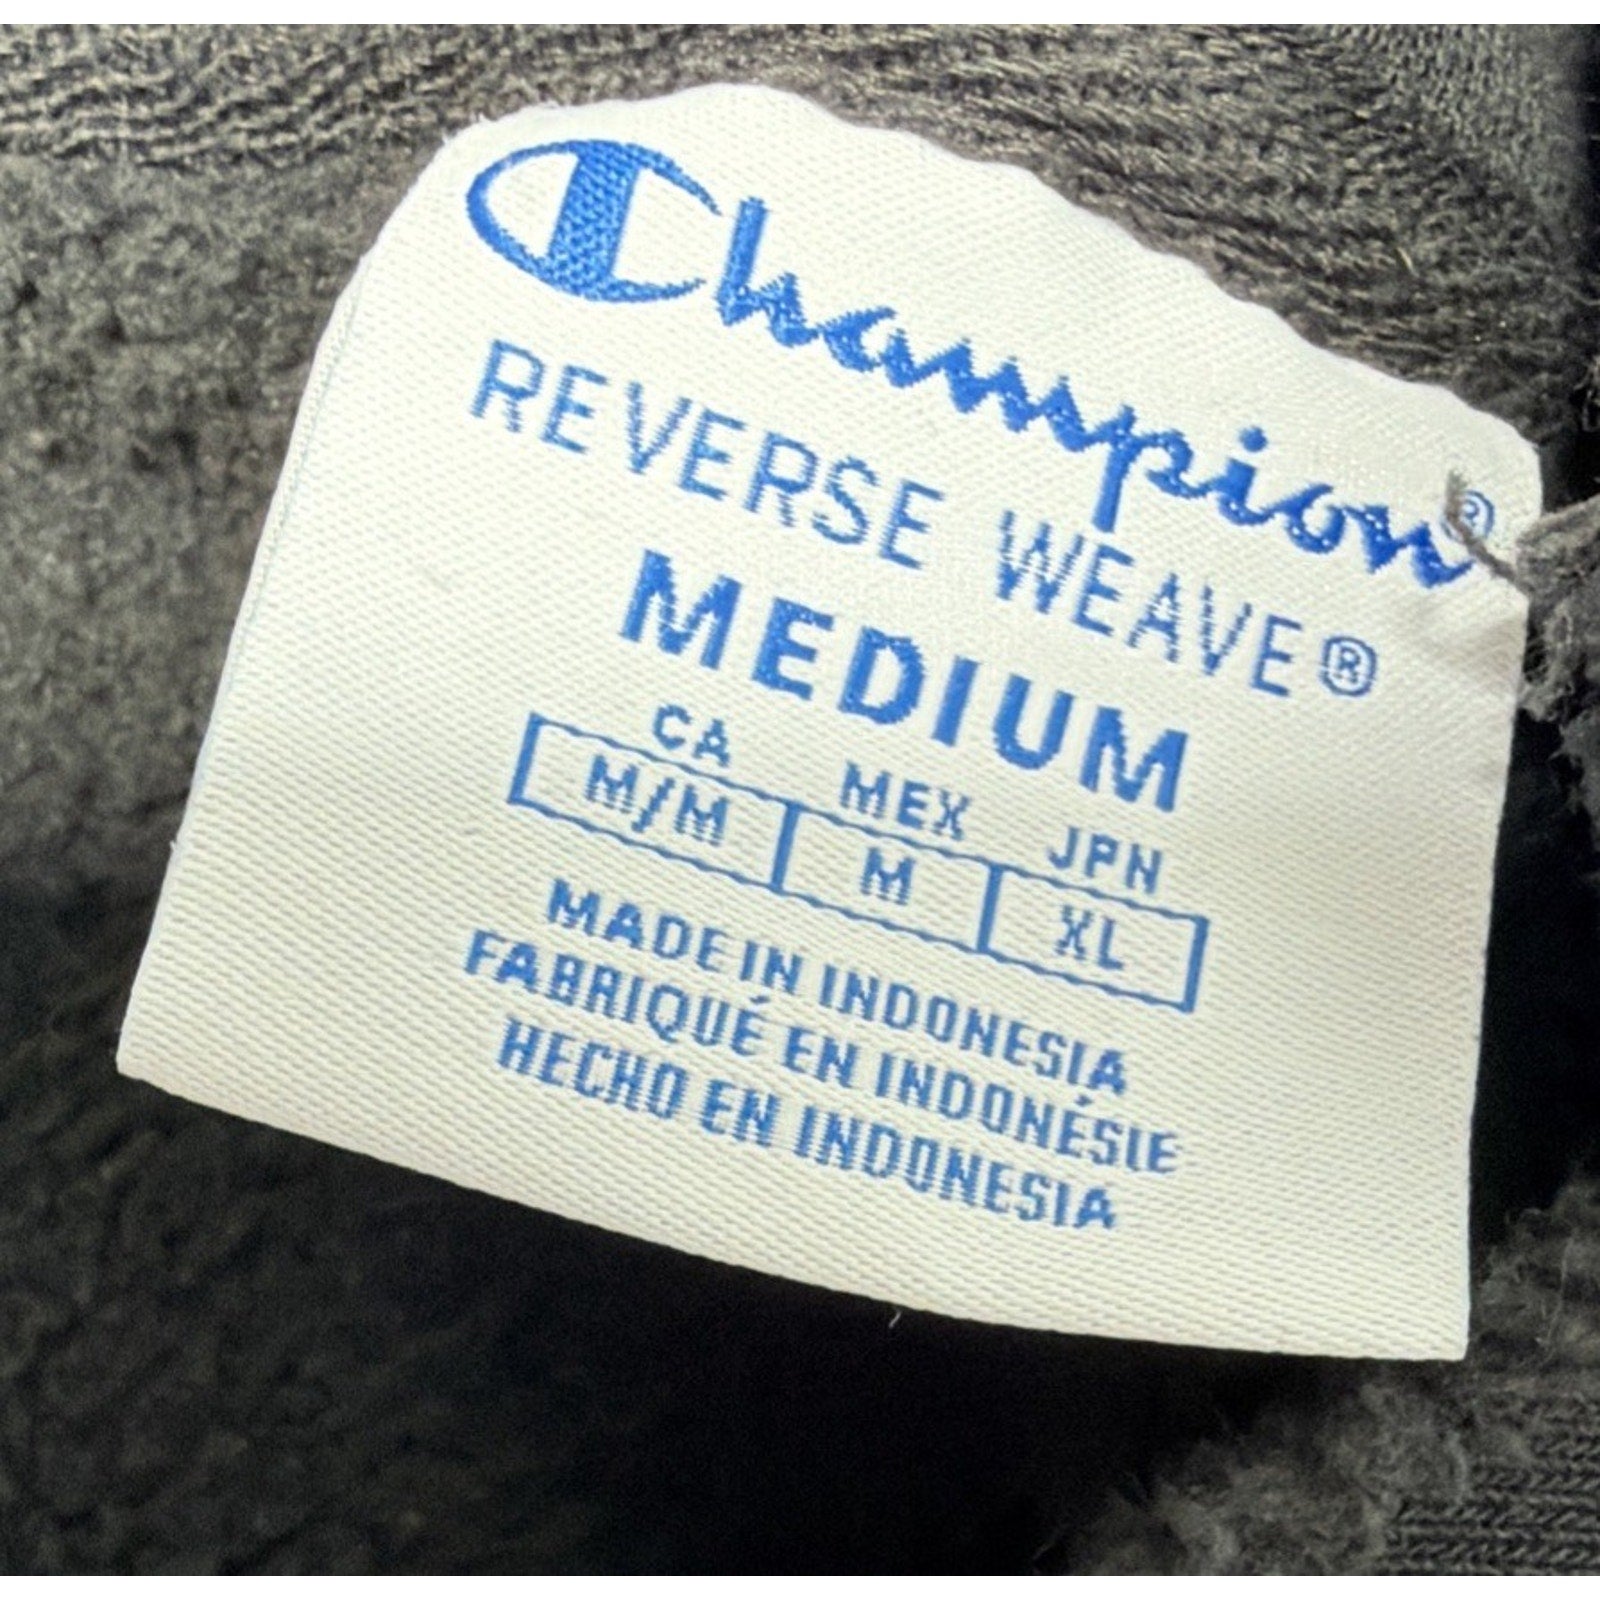 Champion®
REVERSE WEAVE®
MEDIUM
CA MEX JPN
M/M M XL
MADE IN INDONESIA
FABRIQUÉ EN INDONÉSIE
HECHO EN INDONESIA